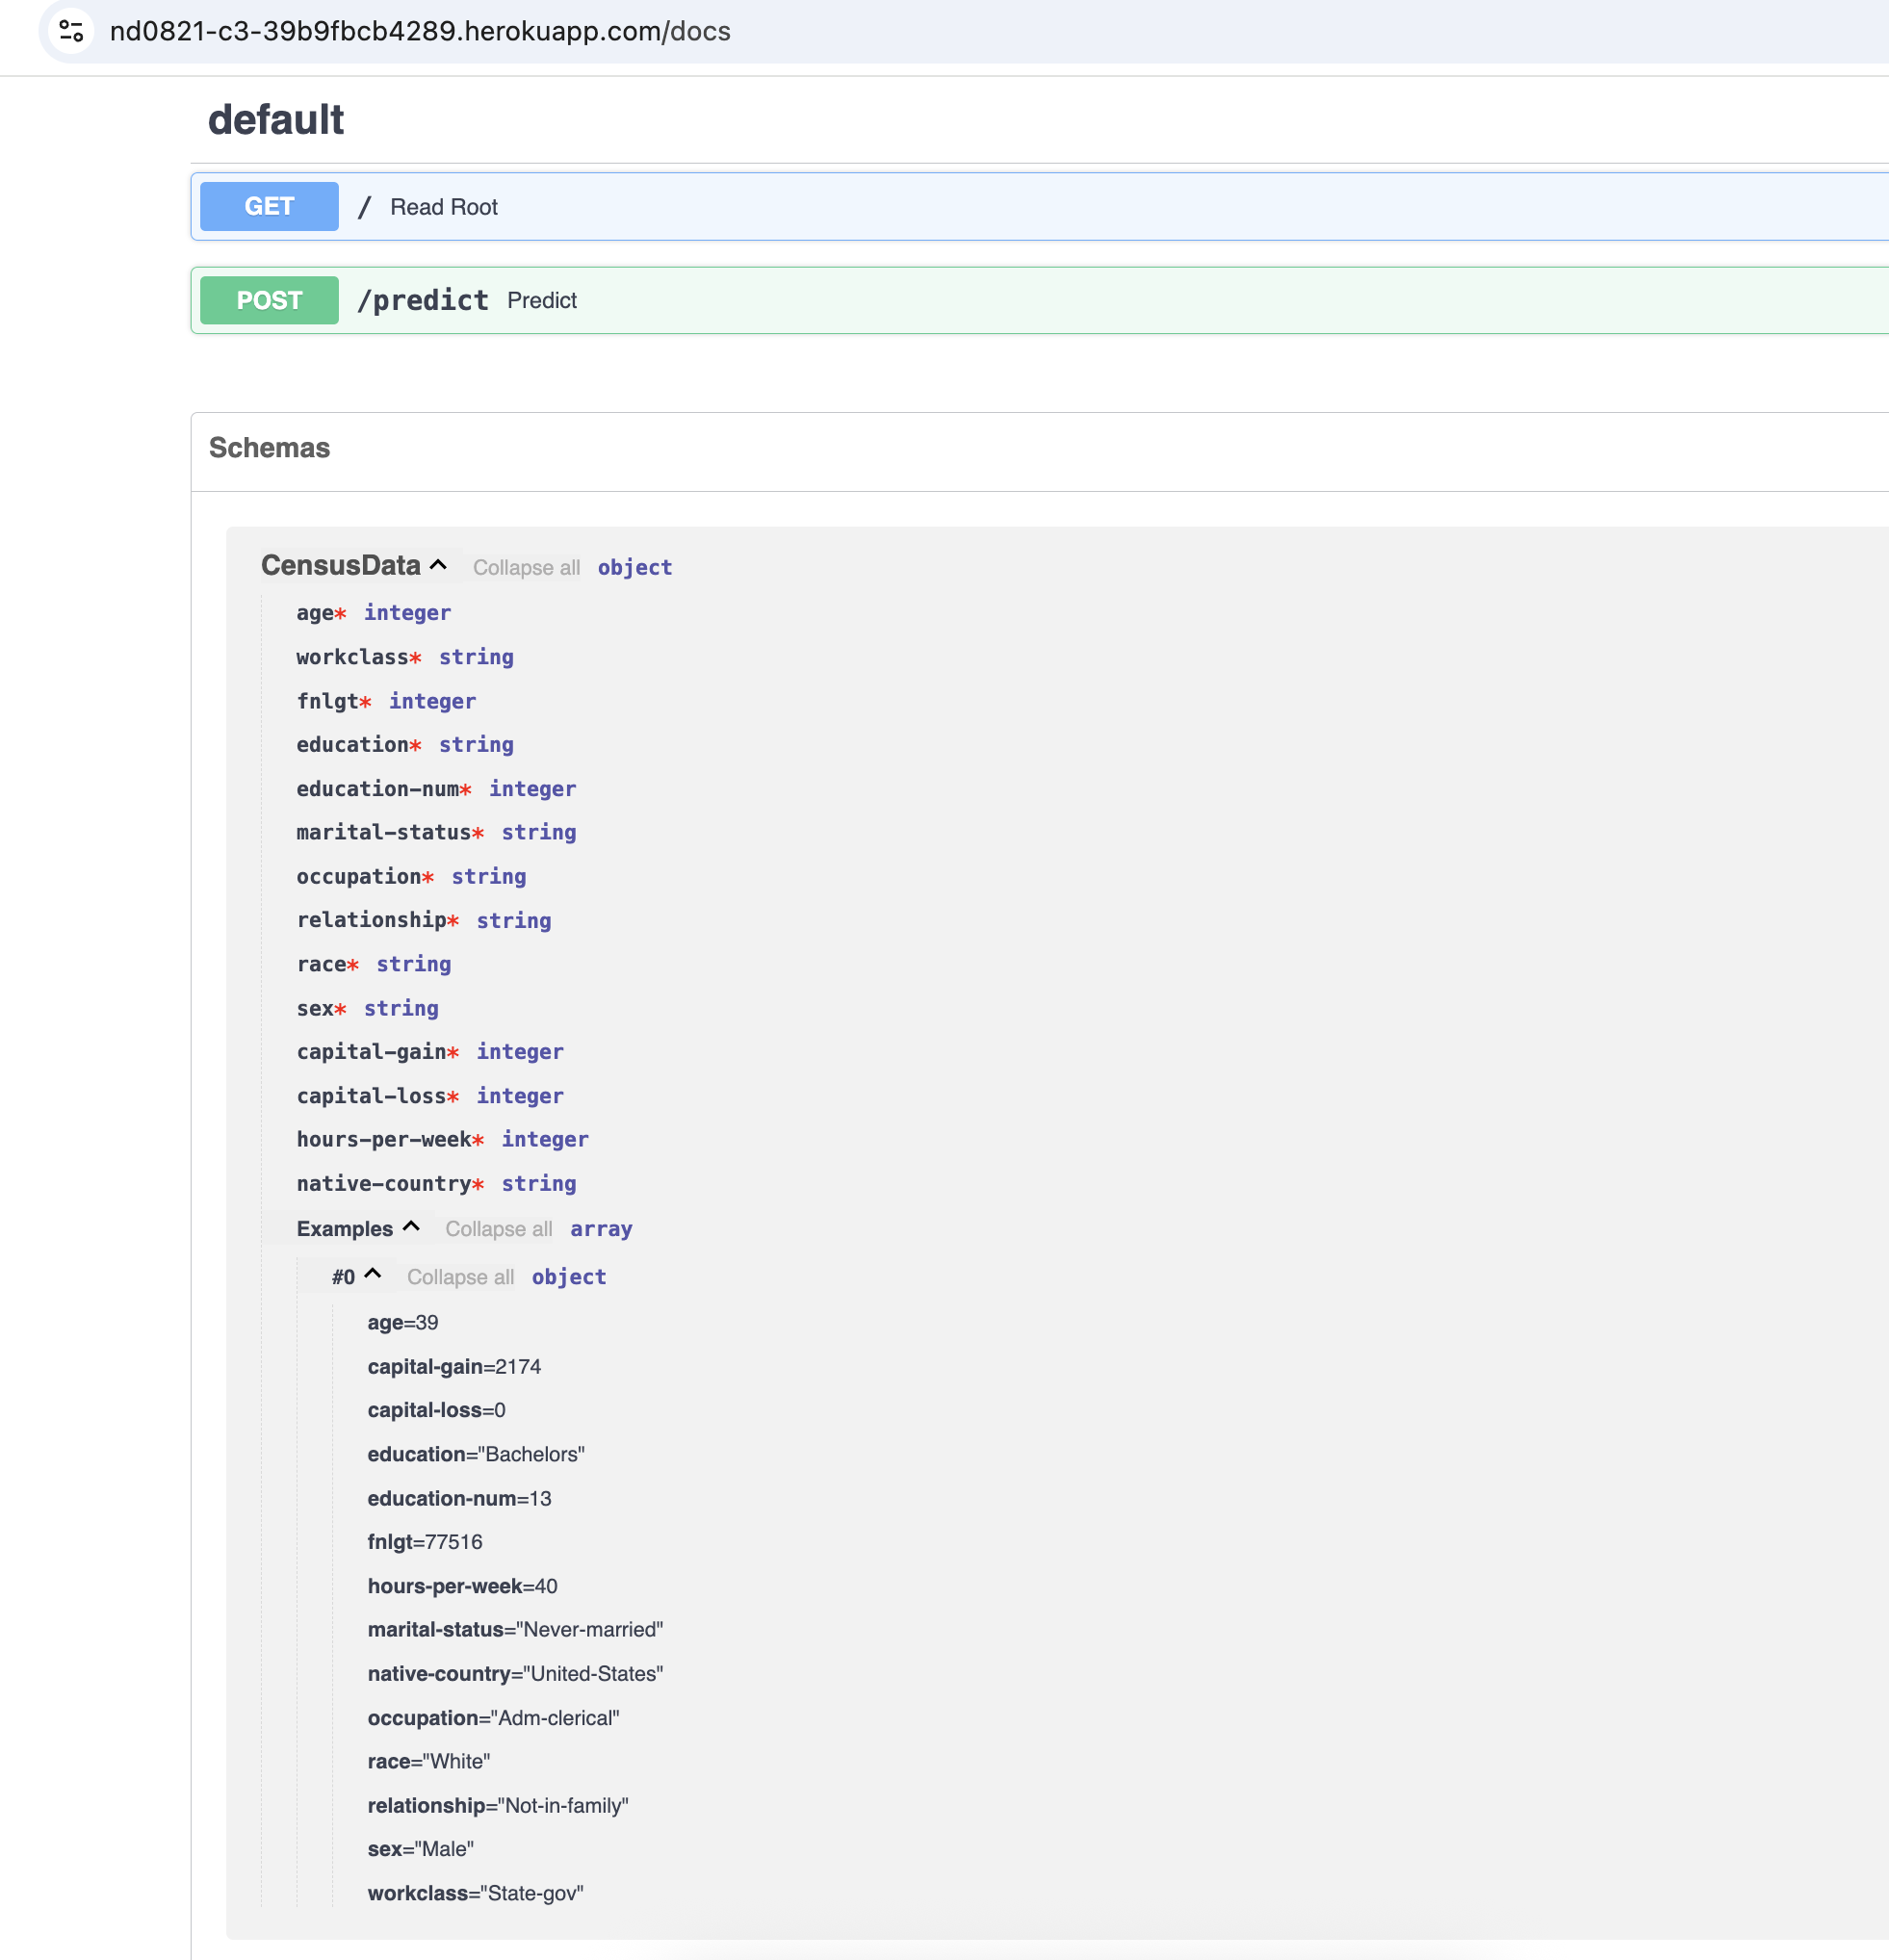 nd0821-c3-39b9fbcb4289.herokuapp.com/docs
default
GET / Read Root
POST /predict Predict
Schemas
CensusData Collapse all object
age* integer
workclass* string
fnlgt* integer
education* string
education-num* integer
marital-status* string
occupation* string
relationship* string
race* string
sex* string
capital-gain* integer
capital-loss* integer
hours-per-week* integer
native-country* string
Examples Collapse all array
#0 Collapse all object
age=39
capital-gain=2174
capital-loss=0
education="Bachelors"
education-num=13
fnlgt=77516
hours-per-week=40
marital-status="Never-married"
native-country="United-States"
occupation="Adm-clerical"
race="White"
relationship="Not-in-family"
sex="Male"
workclass="State-gov"